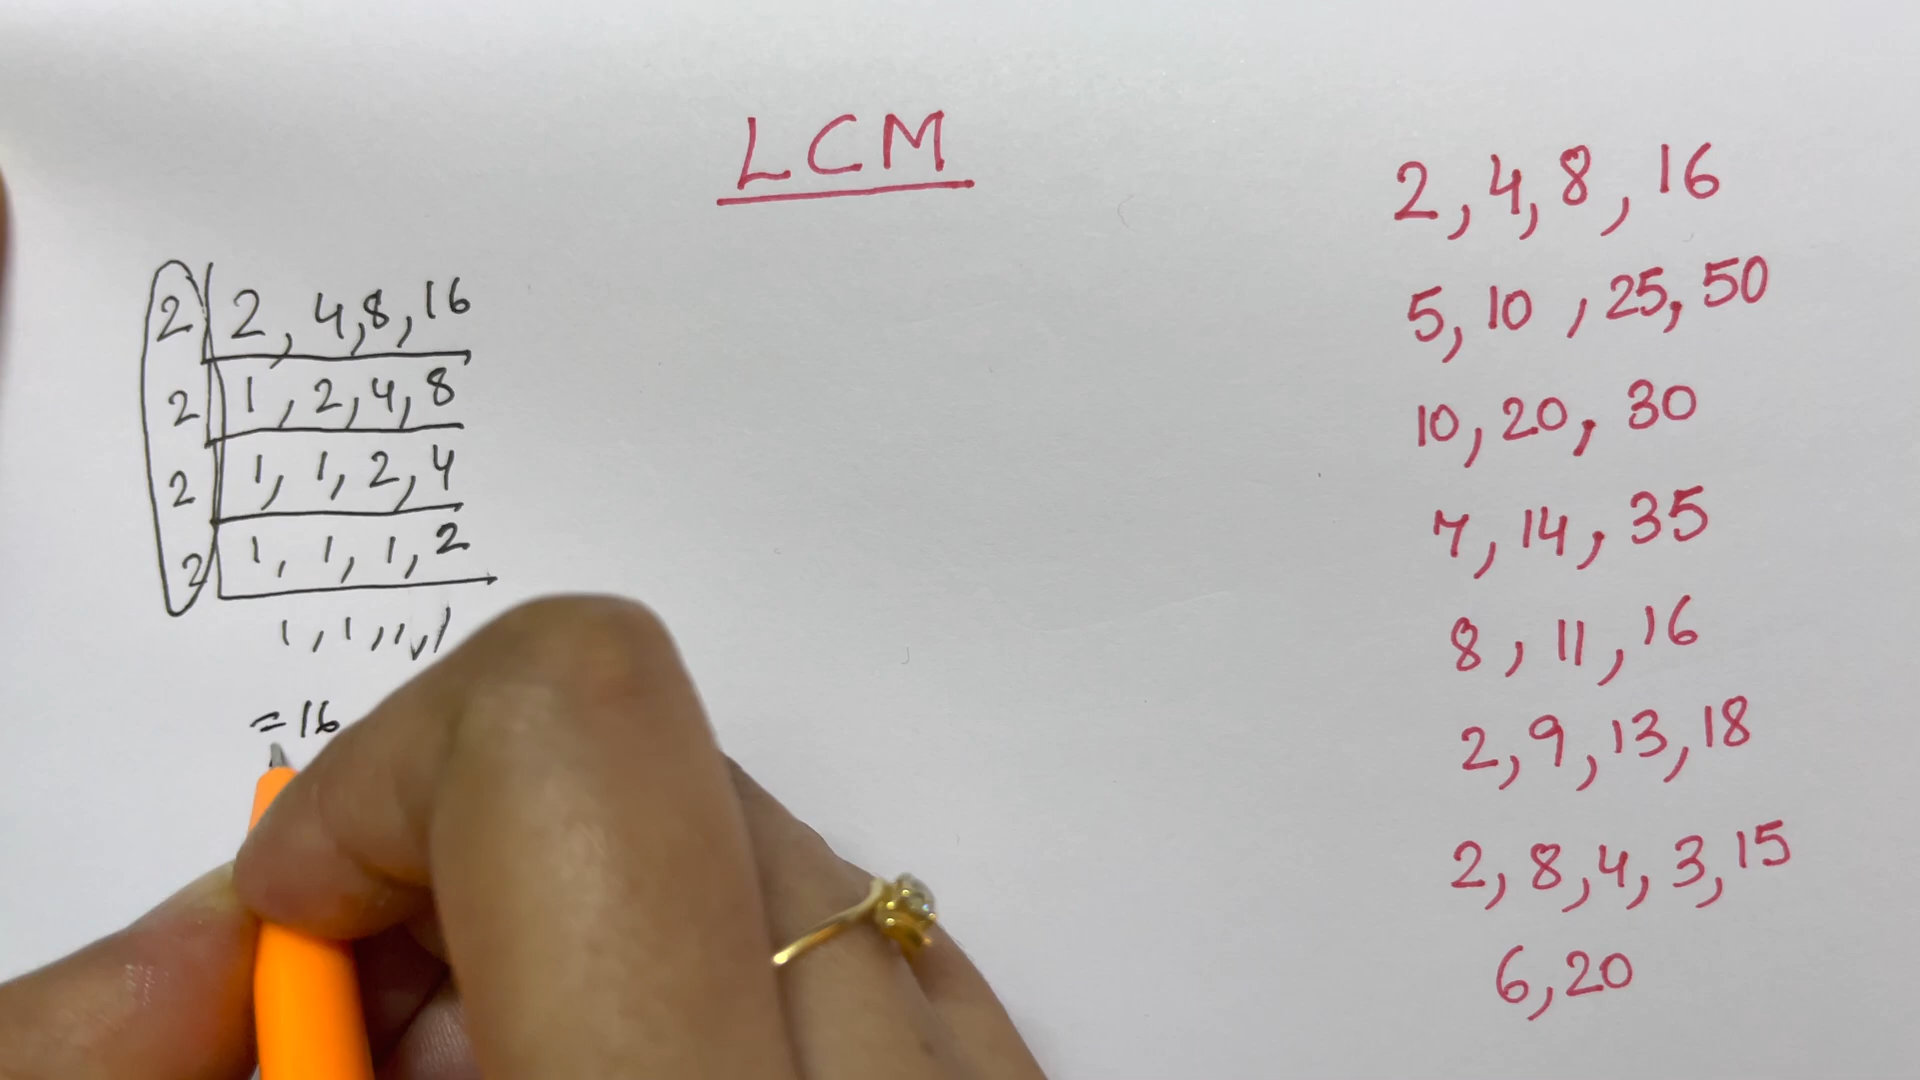 LCM
2 2, 4, 8, 16
2 1, 2, 4, 8
2 1, 1, 2, 4
2 1, 1, 1, 2
1, 1, 1, 1
= 16
2, 4, 8, 16
5, 10, 25, 50
10, 20, 30
7, 14, 35
8, 11, 16
2, 9, 13, 18
2, 8, 4, 3, 15
6, 20